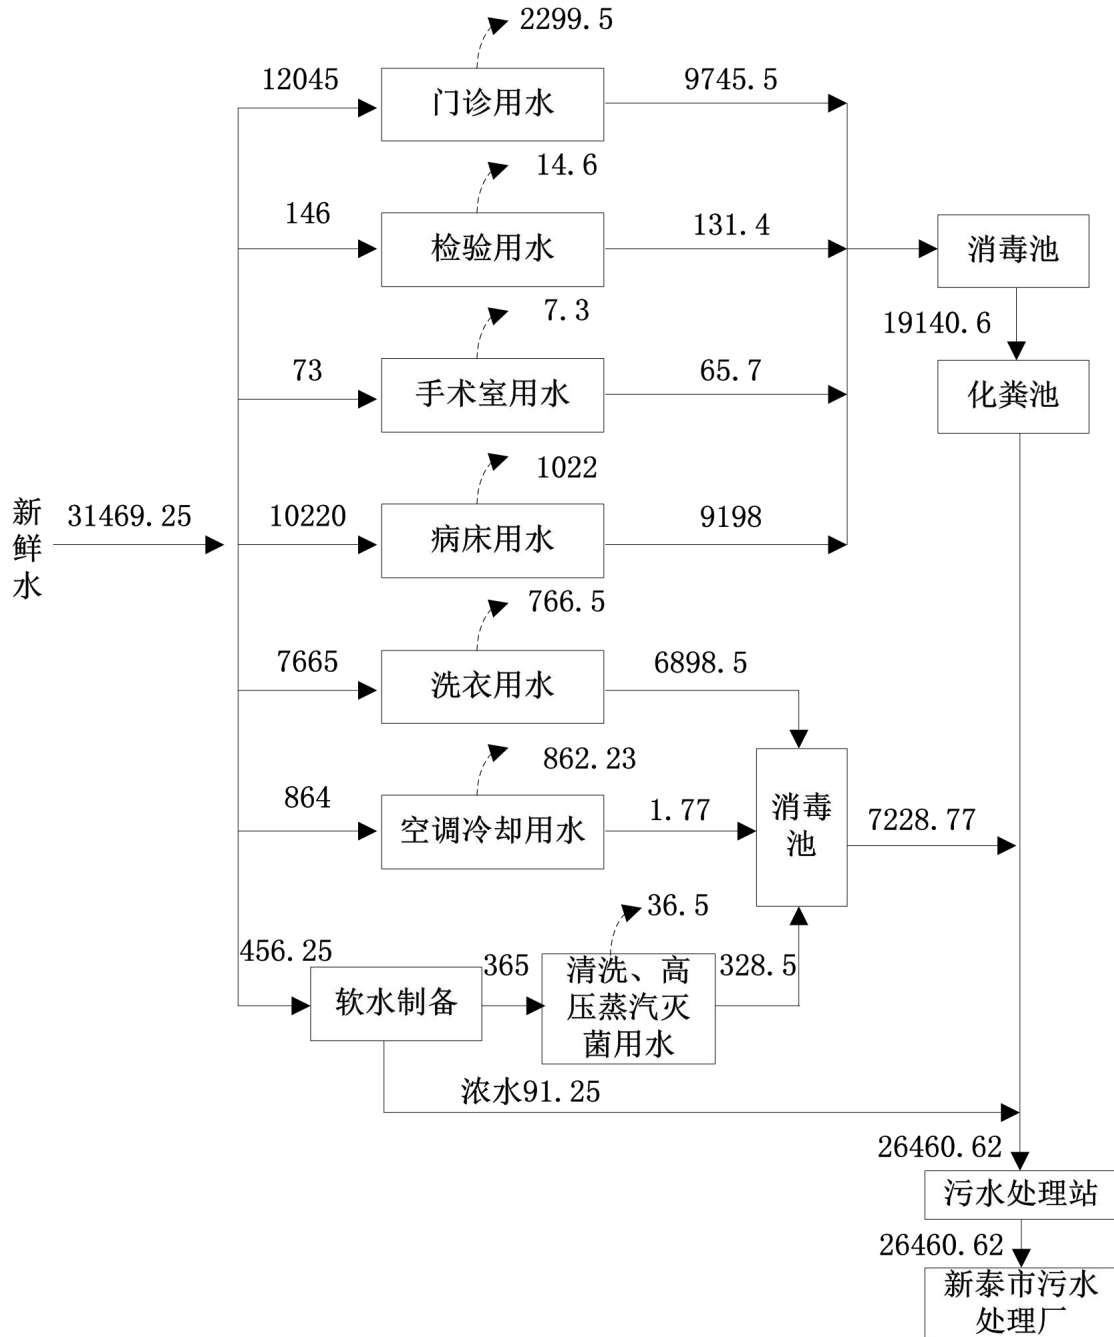 2299.5
12045
门诊用水
9745.5
14.6
146
检验用水
131.4
消毒池
7.3
19140.6
73
手术室用水
65.7
化粪池
1022
新鲜水
31469.25
10220
病床用水
9198
766.5
7665
洗衣用水
6898.5
862.23
864
空调冷却用水
1.77
消毒
池
7228.77
36.5
456.25
软水制备
365
清洗、高
压蒸汽灭
菌用水
328.5
浓水91.25
26460.62
污水处理站
26460.62
新泰市污水
处理厂